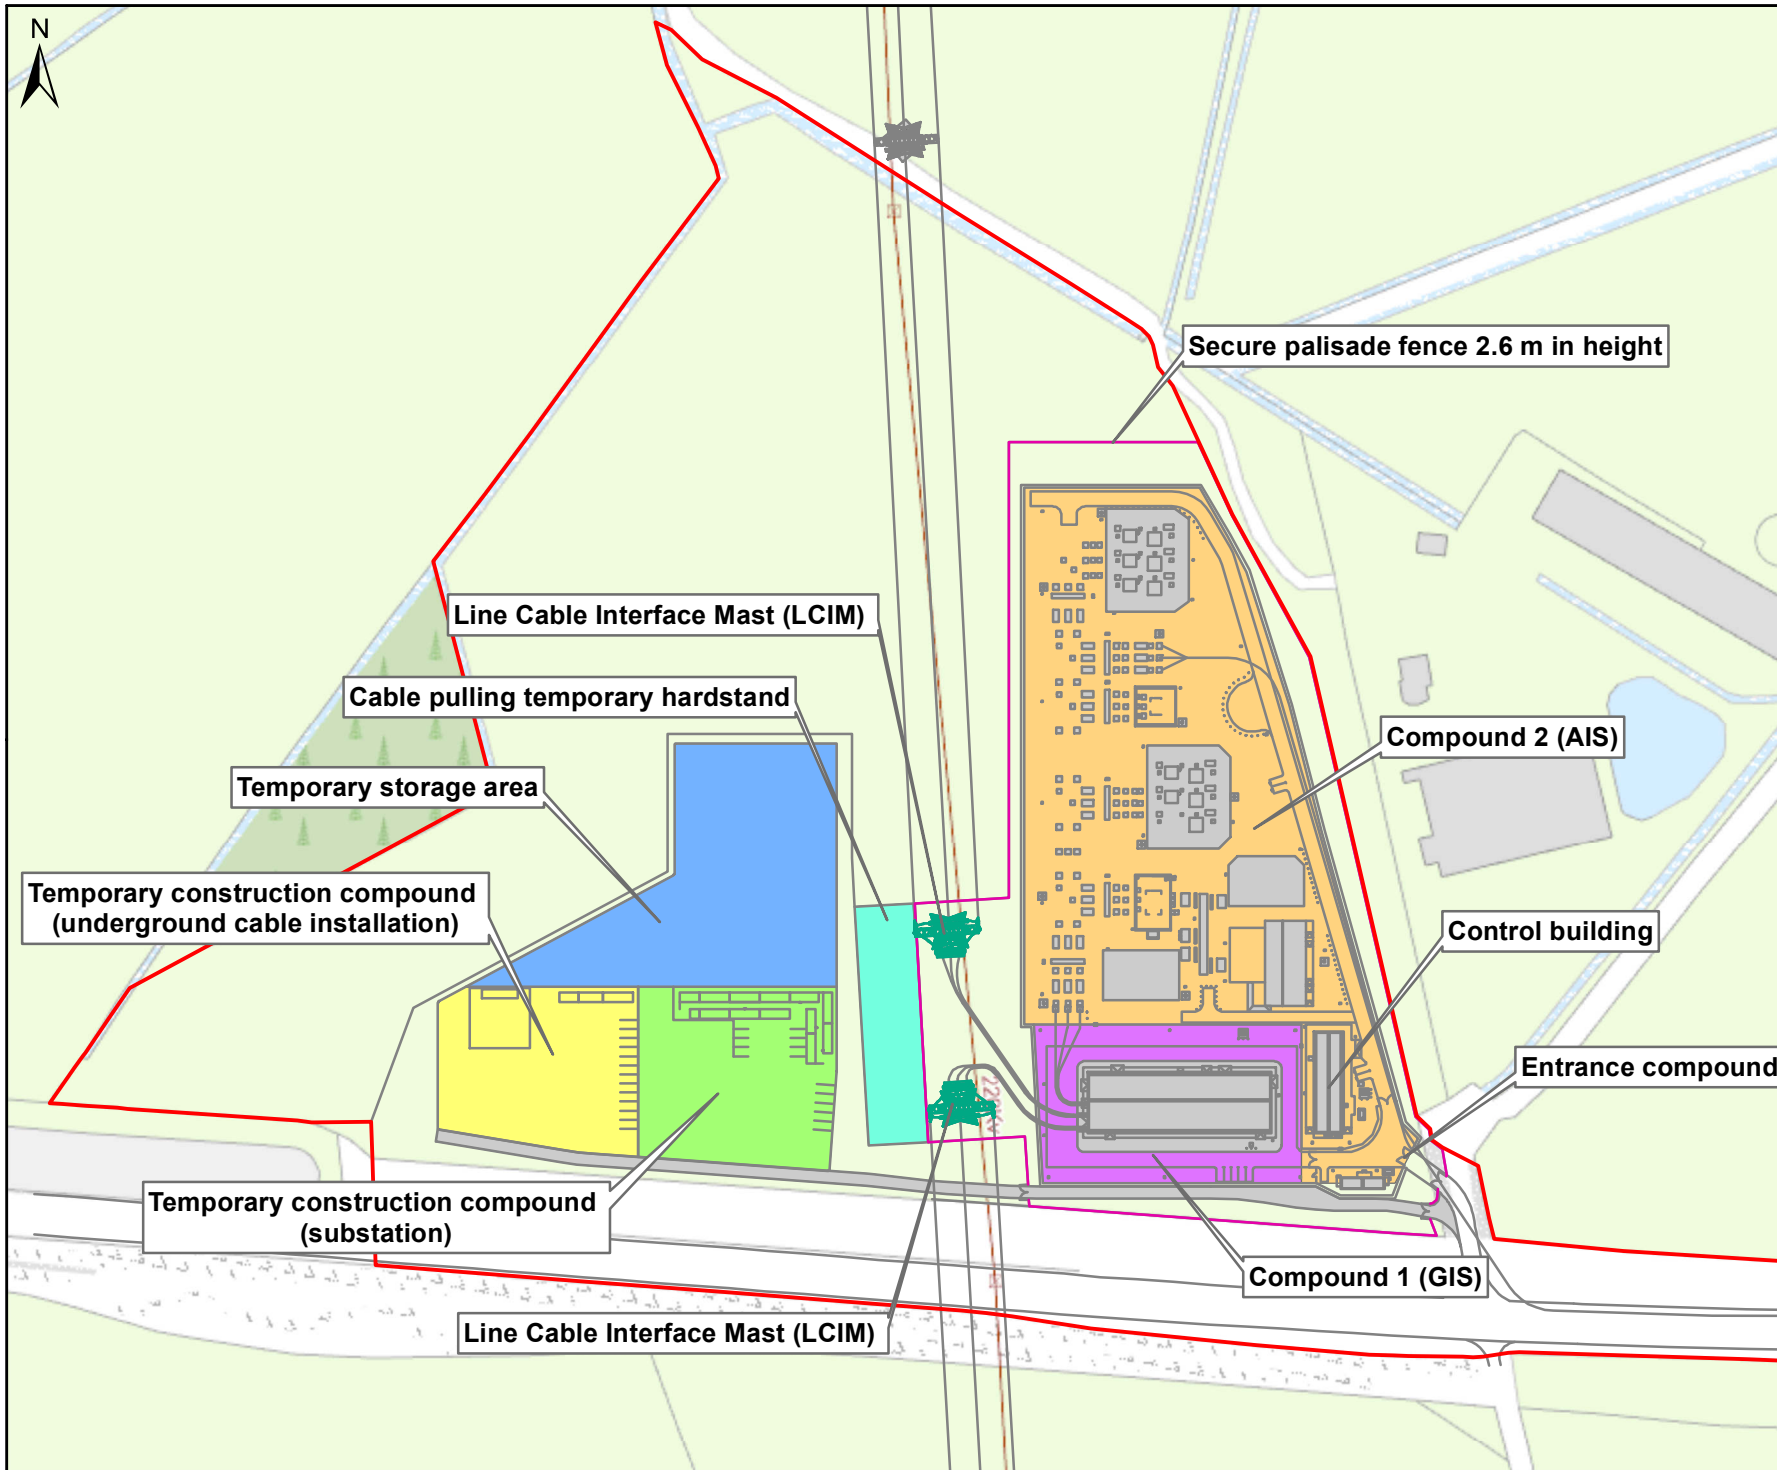 N
Secure palisade fence 2.6 m in height
Line Cable Interface Mast (LCIM)
Cable pulling temporary hardstand
Compound 2 (AIS)
Temporary storage area
Temporary construction compound
(underground cable installation)
Control building
Entrance compound
220Kv
Temporary construction compound
(substation)
Compound 1 (GIS)
Line Cable Interface Mast (LCIM)